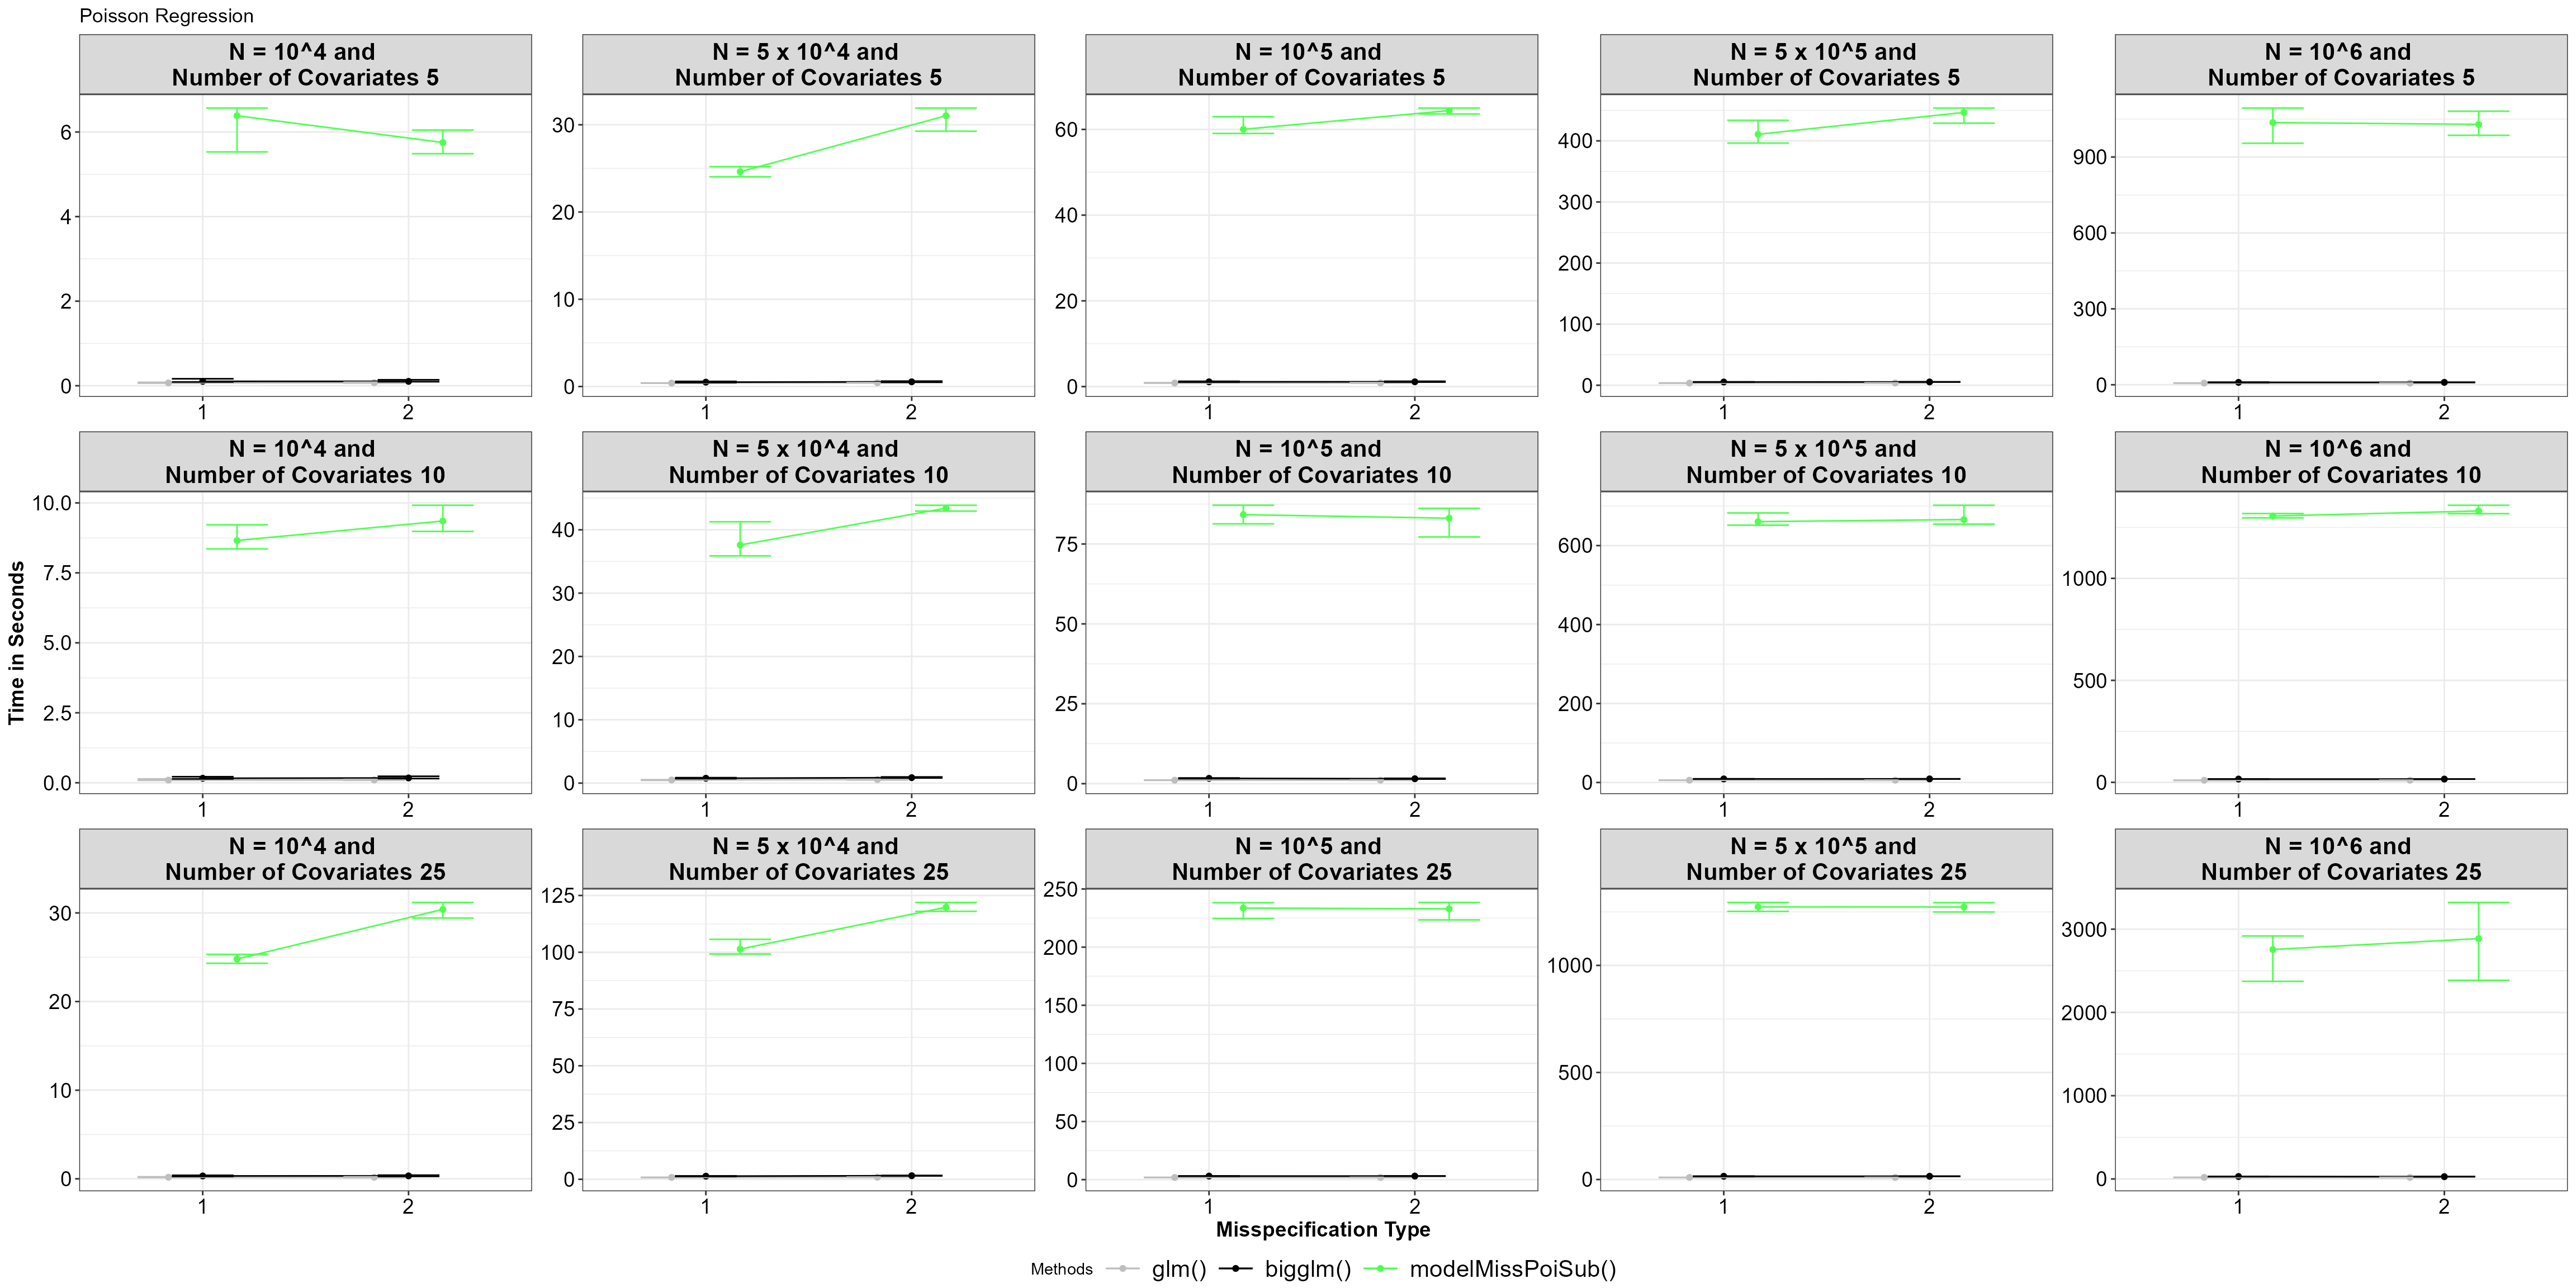 Poisson Regression
N = 10^4 and
Number of Covariates 5
N = 5 x 10^4 and
Number of Covariates 5
N = 10^5 and
Number of Covariates 5
N = 5 x 10^5 and
Number of Covariates 5
N = 10^6 and
Number of Covariates 5
6
4
2
0
30
20
10
0
60
40
20
0
400
300
200
100
0
900
600
300
0
1 2
1 2
1 2
1 2
1 2
N = 10^4 and
Number of Covariates 10
N = 5 x 10^4 and
Number of Covariates 10
N = 10^5 and
Number of Covariates 10
N = 5 x 10^5 and
Number of Covariates 10
N = 10^6 and
Number of Covariates 10
Time in Seconds
10.0
7.5
5.0
2.5
0.0
40
30
20
10
0
75
50
25
0
600
400
200
0
1000
500
0
1 2
1 2
1 2
1 2
1 2
N = 10^4 and
Number of Covariates 25
N = 5 x 10^4 and
Number of Covariates 25
N = 10^5 and
Number of Covariates 25
N = 5 x 10^5 and
Number of Covariates 25
N = 10^6 and
Number of Covariates 25
30
20
10
0
125
100
75
50
25
0
250
200
150
100
50
0
1000
500
0
3000
2000
1000
0
1 2
1 2
1 2
1 2
1 2
Misspecification Type
Methods glm() bigglm() modelMissPoiSub()